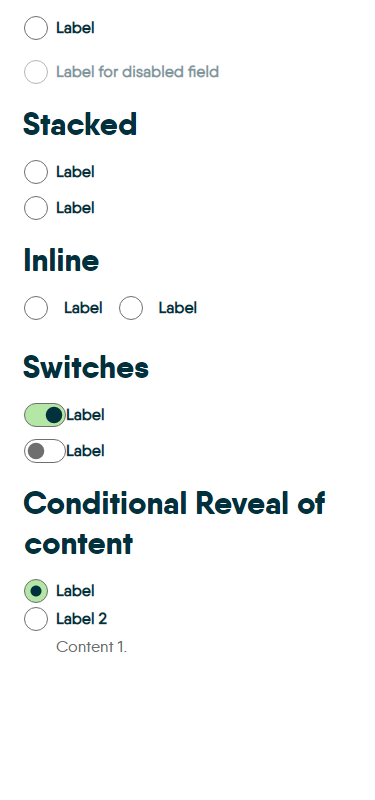 Label
Label for disabled field
Stacked
Label
Label
Inline
Label Label
Switches
Label
Label
Conditional Reveal of
content
Label
Label 2
Content 1.